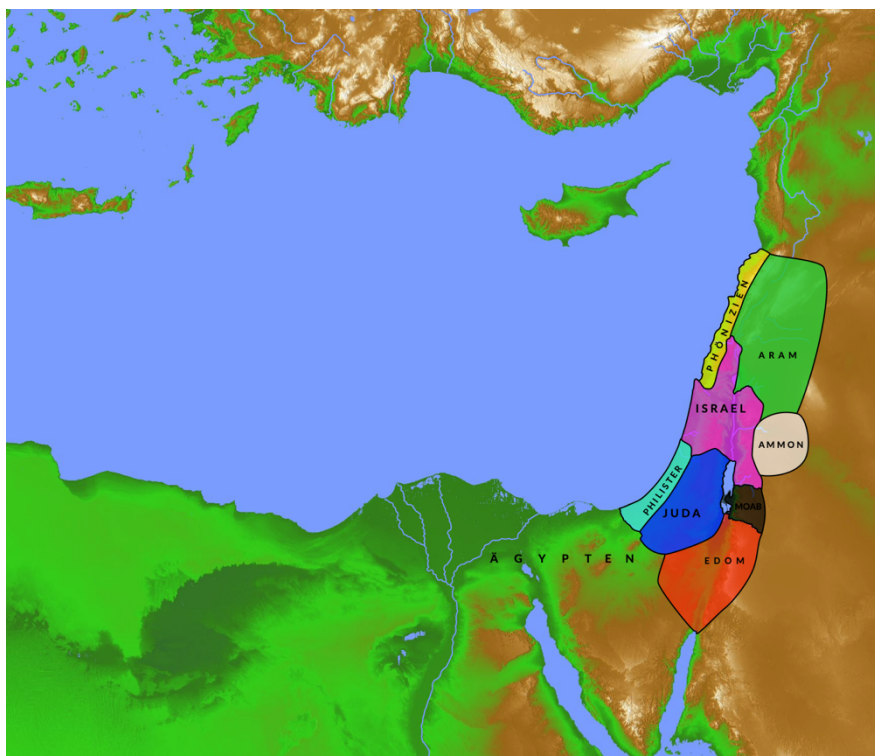 PHÖNIZIEN
ARAM
ISRAEL
AMMON
PHILISTER
MOAB
JUDA
ÄGYPTEN
EDOM